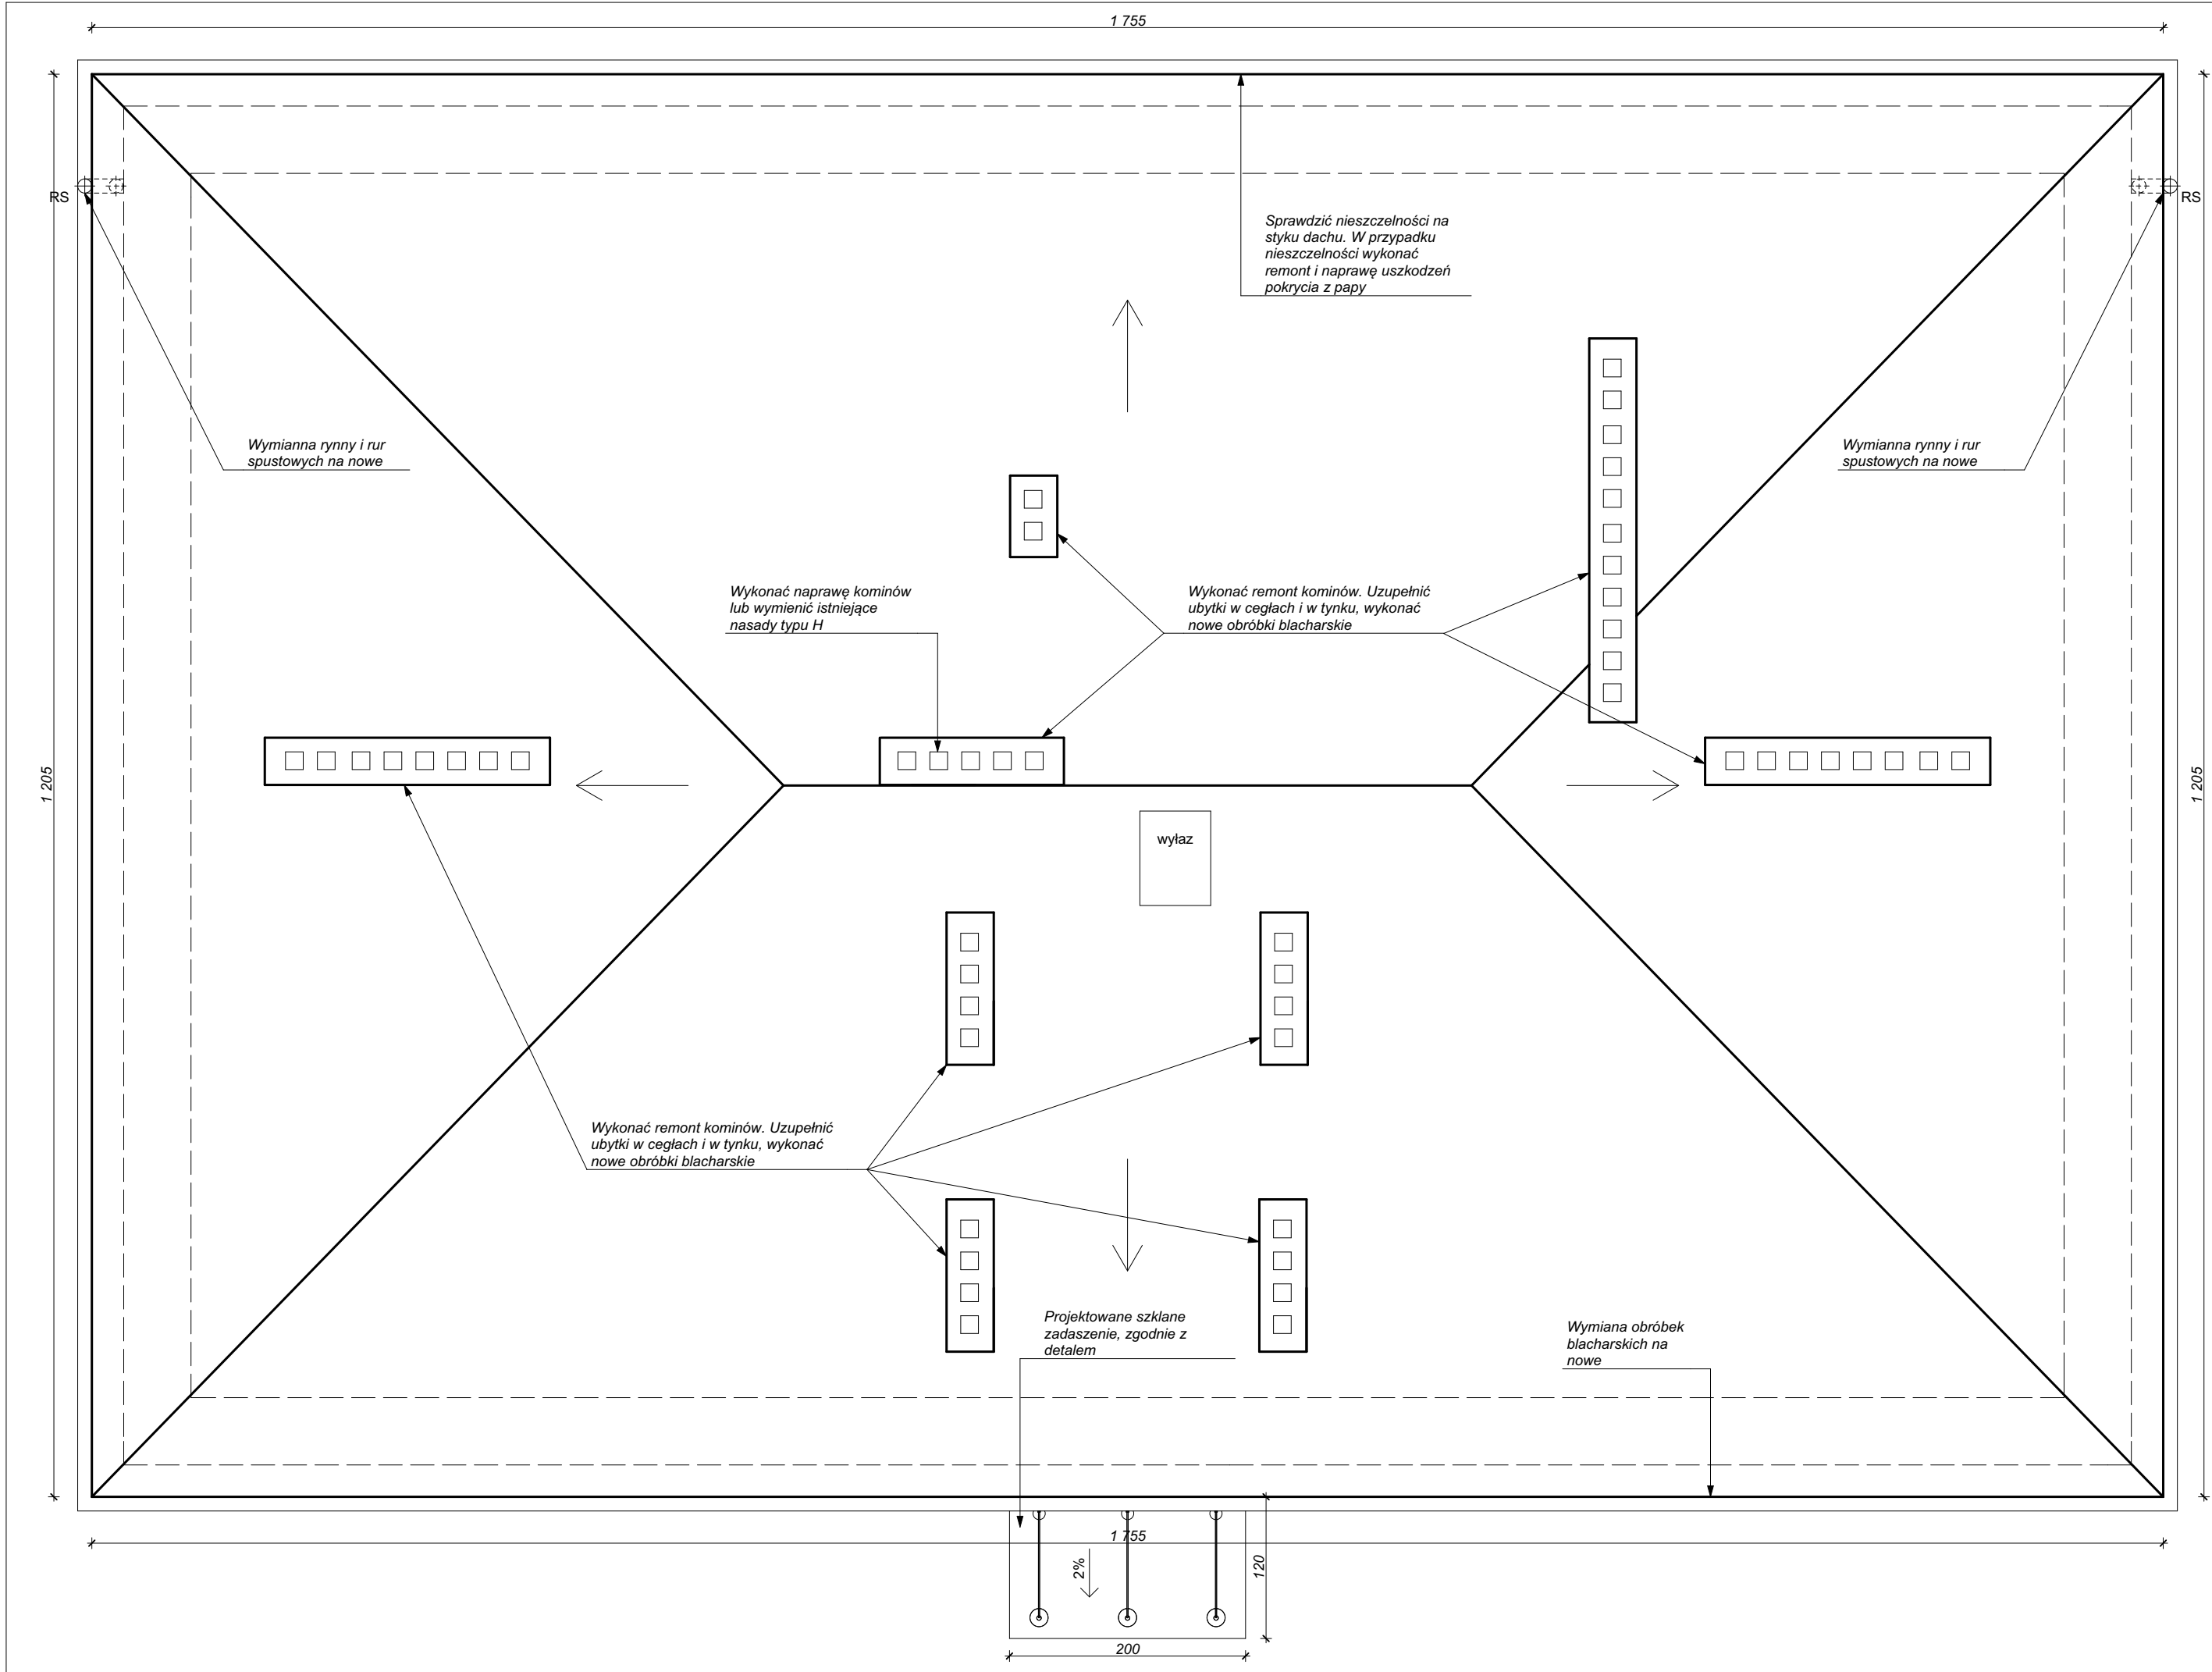 1 755
RS
RS
Sprawdzić nieszczelności na
styku dachu. W przypadku
nieszczelności wykonać
remont i naprawę uszkodzeń
pokrycia z papy
Wymianna rynny i rur
spustowych na nowe
Wymianna rynny i rur
spustowych na nowe
Wykonać naprawę kominów
lub wymienić istniejące
nasady typu H
Wykonać remont kominów. Uzupełnić
ubytki w cegłach i w tynku, wykonać
nowe obróbki blacharskie
1 205
1 205
wyłaz
Wykonać remont kominów. Uzupełnić
ubytki w cegłach i w tynku, wykonać
nowe obróbki blacharskie
Projektowane szklane
zadaszenie, zgodnie z
detalem
Wymiana obróbek
blacharskich na
nowe
1 755
2%
120
200